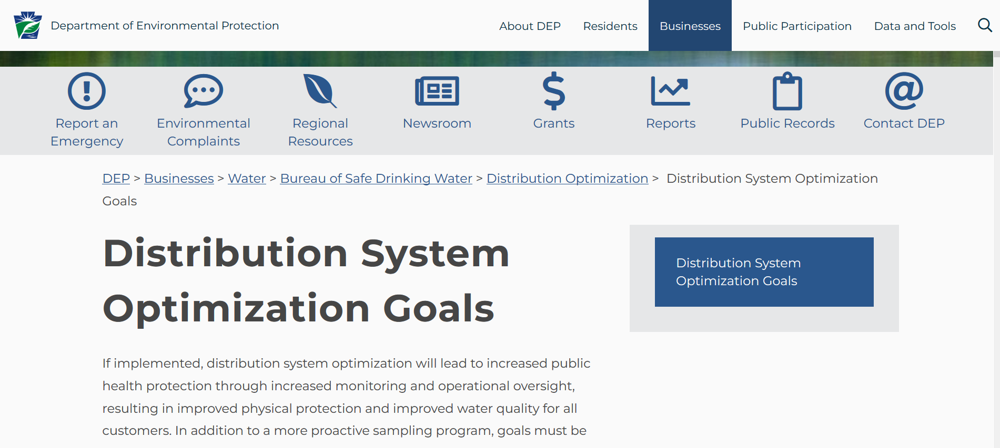 Department of Environmental Protection
About DEP Residents Businesses Public Participation Data and Tools
Report an
Emergency
Environmental
Complaints
Regional
Resources
Newsroom
Grants
Reports
Public Records
Contact DEP
DEP > Businesses > Water > Bureau of Safe Drinking Water > Distribution Optimization > Distribution System Optimization
Goals
Distribution System
Optimization Goals
Distribution System
Optimization Goals
If implemented, distribution system optimization will lead to increased public
health protection through increased monitoring and operational oversight,
resulting in improved physical protection and improved water quality for all
customers. In addition to a more proactive sampling program, goals must be